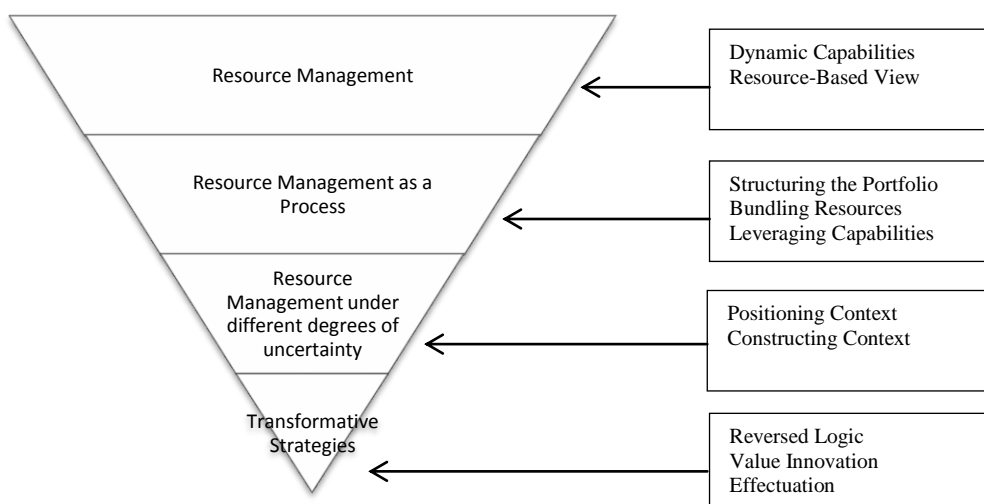 Resource Management
Dynamic Capabilities
Resource-Based View
Resource Management as a
Process
Structuring the Portfolio
Bundling Resources
Leveraging Capabilities
Resource
Management under
different degrees of
uncertainty
Positioning Context
Constructing Context
Transformative
Strategies
Reversed Logic
Value Innovation
Effectuation